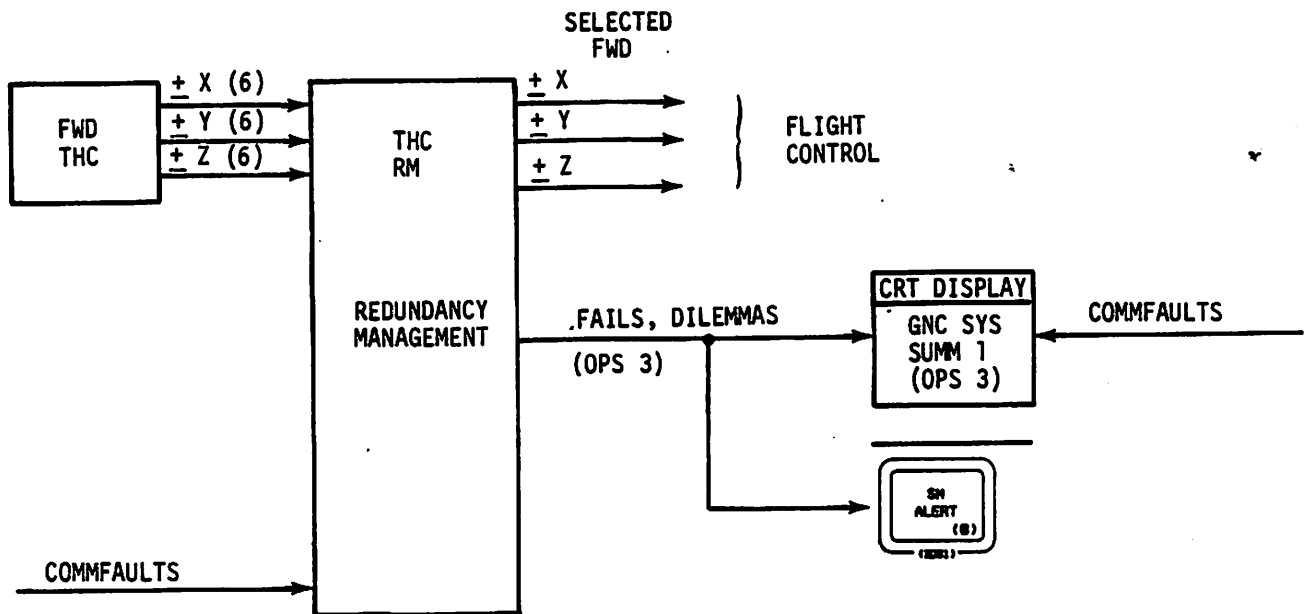 SELECTED
FWD
± X (6)
± Y (6)
± Z (6)
FWD
THC
THC
RM
± X
± Y
± Z
FLIGHT
CONTROL
REDUNDANCY
MANAGEMENT
FAILS, DILEMMAS
(OPS 3)
CRT DISPLAY
GNC SYS
SUMM 1
(OPS 3)
COMMFAULTS
SM
ALERT
COMMFAULTS